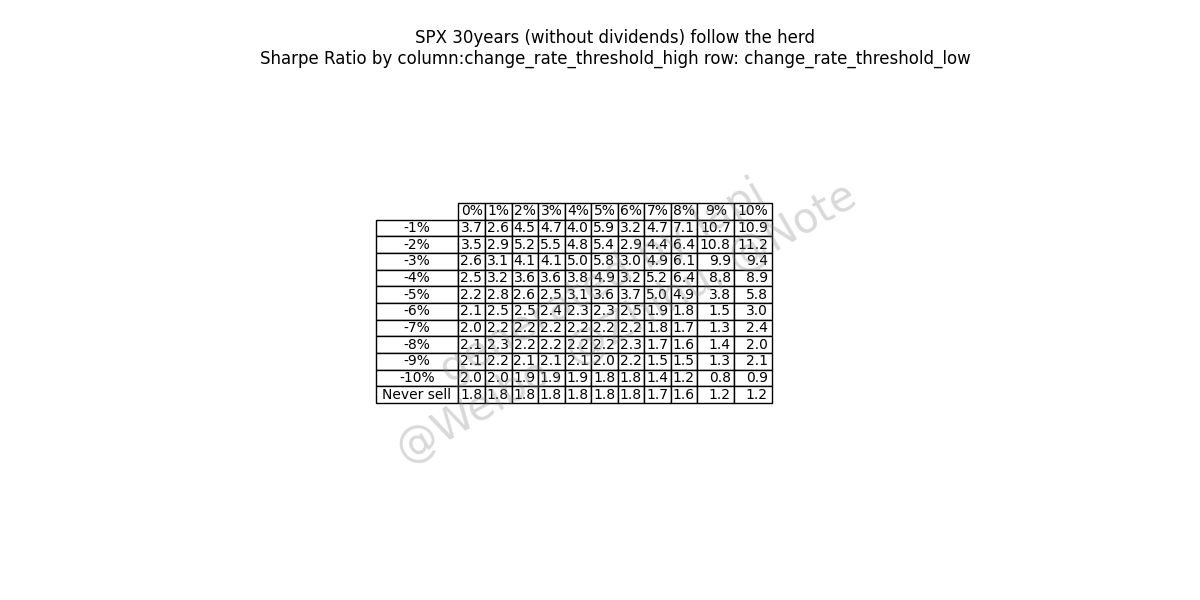 SPX 30years (without dividends) follow the herd
Sharpe Ratio by column:change_rate_threshold_high row: change_rate_threshold_low
0% 1% 2% 3% 4% 5% 6% 7% 8% 9% 10%
-1% 3.7 2.6 4.5 4.7 4.0 5.9 3.2 4.7 7.1 10.7 10.9
-2% 3.5 2.9 5.2 5.5 4.8 5.4 2.9 4.4 6.4 10.8 11.2
-3% 2.6 3.1 4.1 4.1 5.0 5.8 3.0 4.9 6.1 9.9 9.4
-4% 2.5 3.2 3.6 3.6 3.8 4.9 3.2 5.2 6.4 8.8 8.9
-5% 2.2 2.8 2.6 2.5 3.1 3.6 3.7 5.0 4.9 3.8 5.8
-6% 2.1 2.5 2.5 2.4 2.3 2.3 2.5 1.9 1.8 1.5 3.0
-7% 2.0 2.2 2.2 2.2 2.2 2.2 2.2 1.8 1.7 1.3 2.4
-8% 2.1 2.3 2.2 2.2 2.2 2.2 2.3 1.7 1.6 1.4 2.0
-9% 2.1 2.2 2.1 2.1 2.1 2.0 2.2 1.5 1.5 1.3 2.1
-10% 2.0 2.0 1.9 1.9 1.9 1.8 1.8 1.4 1.2 0.8 0.9
Never sell 1.8 1.8 1.8 1.8 1.8 1.8 1.8 1.7 1.6 1.2 1.2
@Note